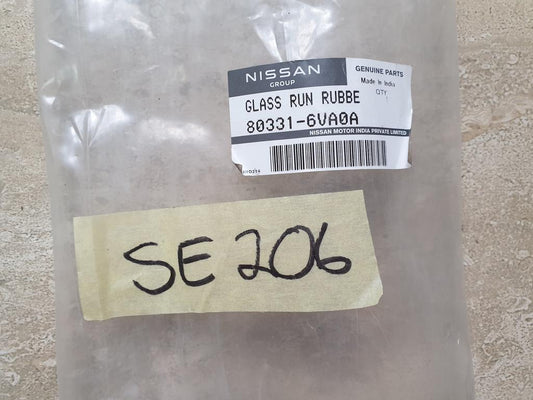 NISSAN
GROUP
GENUINE PARTS
Made in India
QTY
GLASS RUN RUBBE
80331-6VA0A
NISSAN MOTOR INDIA PRIVATE LIMITED
SE 206